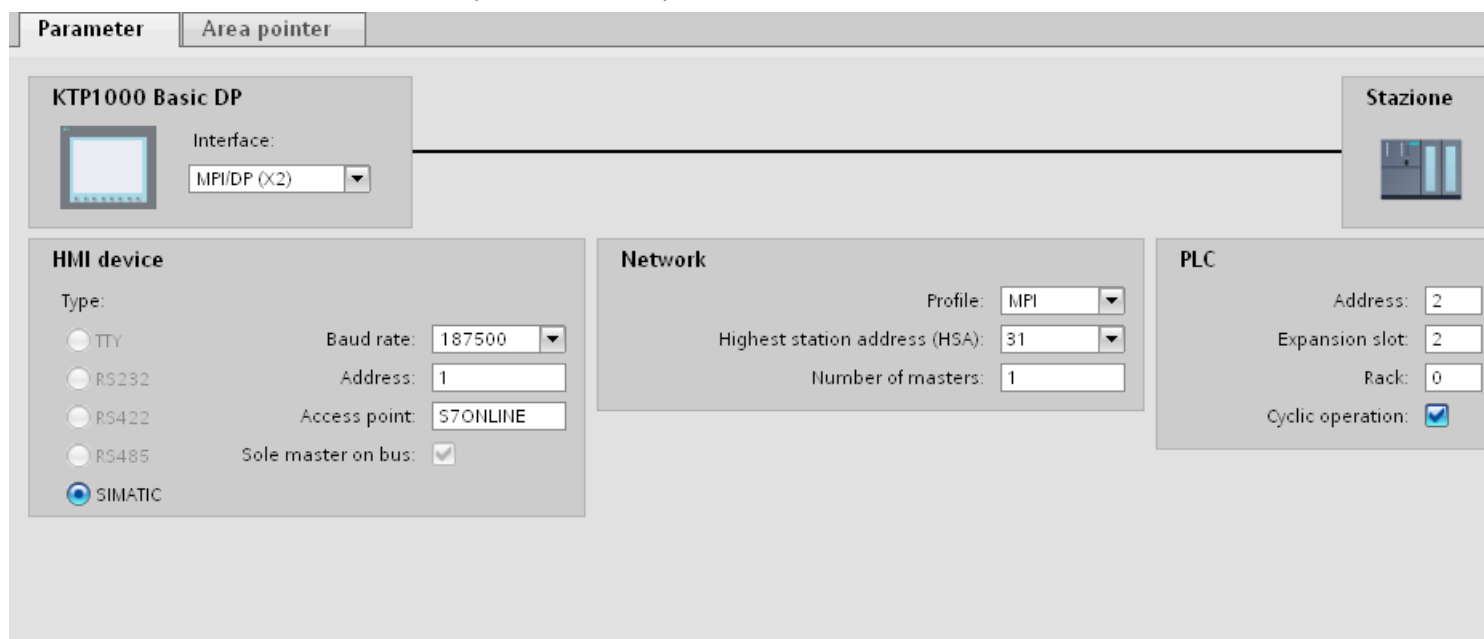 Parameter
Area pointer
KTP1000 Basic DP
Interface:
MPI/DP (X2)
Stazione
HMI device
Type:
TTY
RS232
RS422
RS485
SIMATIC
Baud rate: 187500
Address: 1
Access point: S7ONLINE
Sole master on bus:
Network
Profile: MPI
Highest station address (HSA): 31
Number of masters: 1
PLC
Address: 2
Expansion slot: 2
Rack: 0
Cyclic operation: